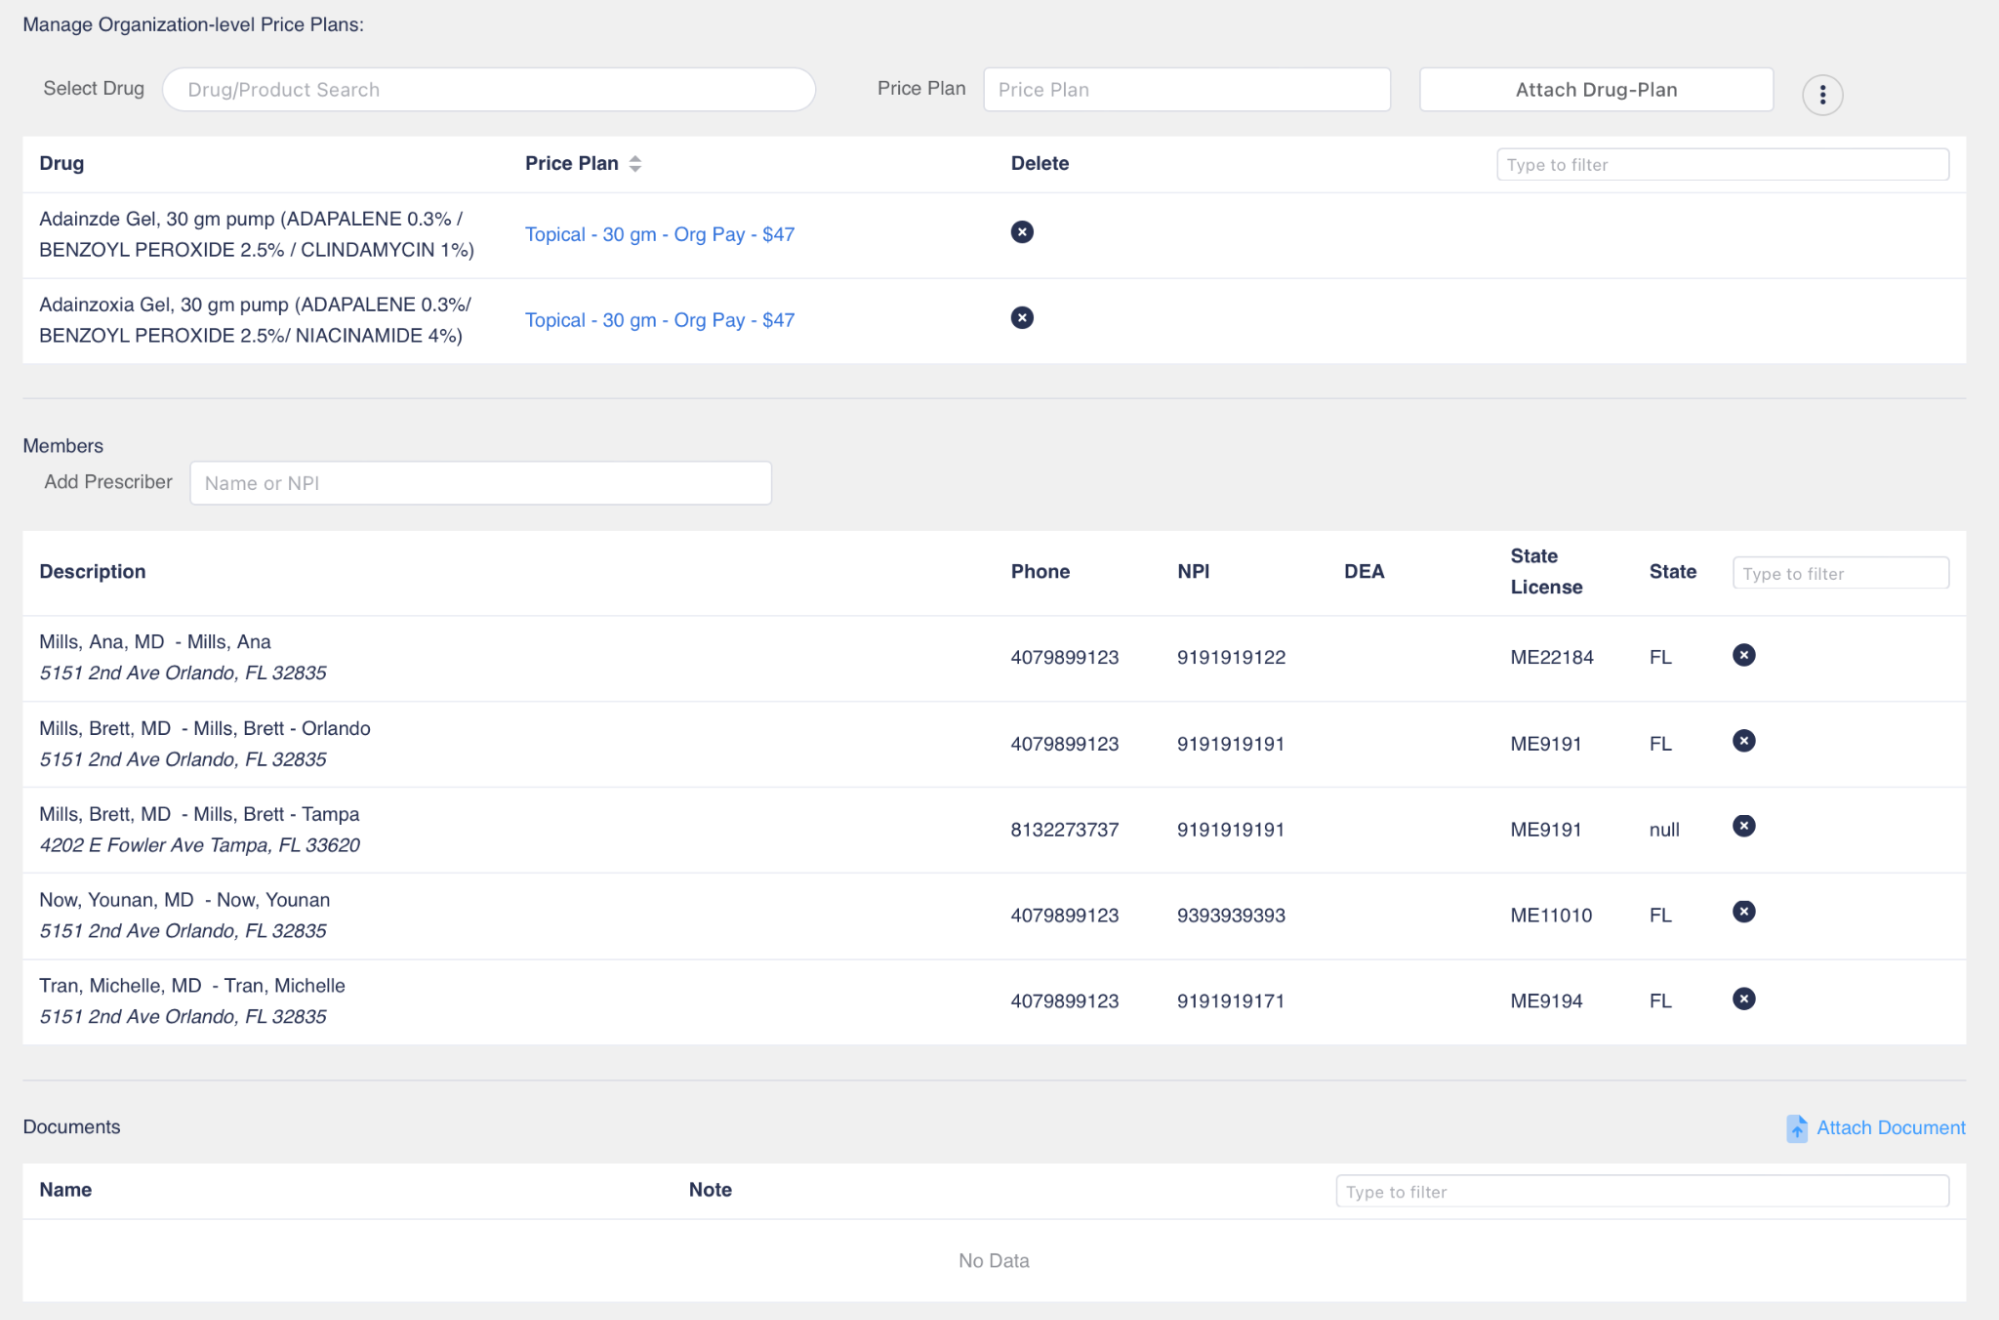 Manage Organization-level Price Plans:
Select Drug Drug/Product Search Price Plan Price Plan Attach Drug-Plan
Drug Price Plan Delete Type to filter
Adainzde Gel, 30 gm pump (ADAPALENE 0.3% /
BENZOYL PEROXIDE 2.5% / CLINDAMYCIN 1%)
Topical - 30 gm - Org Pay - $47
Adainzoxia Gel, 30 gm pump (ADAPALENE 0.3%/
BENZOYL PEROXIDE 2.5%/ NIACINAMIDE 4%)
Topical - 30 gm - Org Pay - $47
Members
Add Prescriber Name or NPI
Description Phone NPI DEA State License State Type to filter
Mills, Ana, MD - Mills, Ana
5151 2nd Ave Orlando, FL 32835
4079899123 9191919122 ME22184 FL
Mills, Brett, MD - Mills, Brett - Orlando
5151 2nd Ave Orlando, FL 32835
4079899123 9191919191 ME9191 FL
Mills, Brett, MD - Mills, Brett - Tampa
4202 E Fowler Ave Tampa, FL 33620
8132273737 9191919191 ME9191 null
Now, Younan, MD - Now, Younan
5151 2nd Ave Orlando, FL 32835
4079899123 9393939393 ME11010 FL
Tran, Michelle, MD - Tran, Michelle
5151 2nd Ave Orlando, FL 32835
4079899123 9191919171 ME9194 FL
Documents Attach Document
Name Note Type to filter
No Data